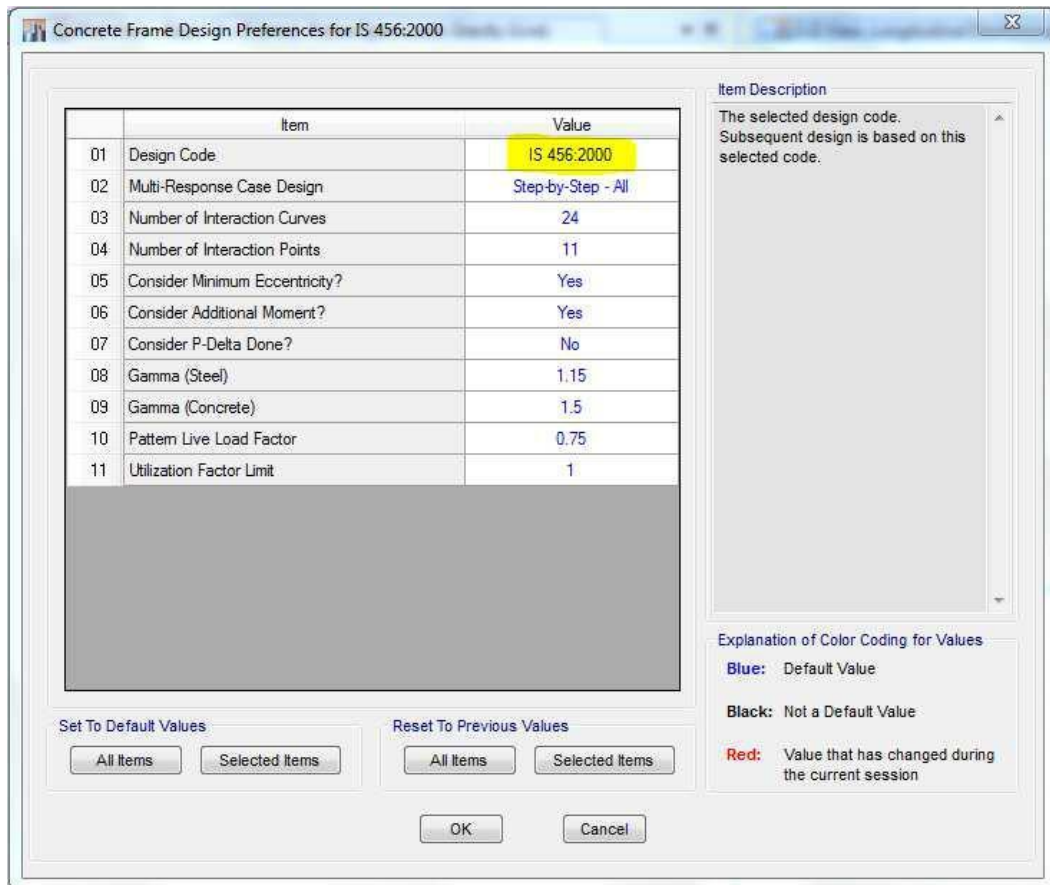 Concrete Frame Design Preferences for IS 456:2000
Item Value
01 Design Code IS 456:2000
02 Multi-Response Case Design Step-by-Step - All
03 Number of Interaction Curves 24
04 Number of Interaction Points 11
05 Consider Minimum Eccentricity? Yes
06 Consider Additional Moment? Yes
07 Consider P-Delta Done? No
08 Gamma (Steel) 1.15
09 Gamma (Concrete) 1.5
10 Pattern Live Load Factor 0.75
11 Utilization Factor Limit 1
Item Description
The selected design code.
Subsequent design is based on this
selected code.
Explanation of Color Coding for Values
Blue: Default Value
Black: Not a Default Value
Red: Value that has changed during
the current session
Set To Default Values
All Items Selected Items
Reset To Previous Values
All Items Selected Items
OK Cancel